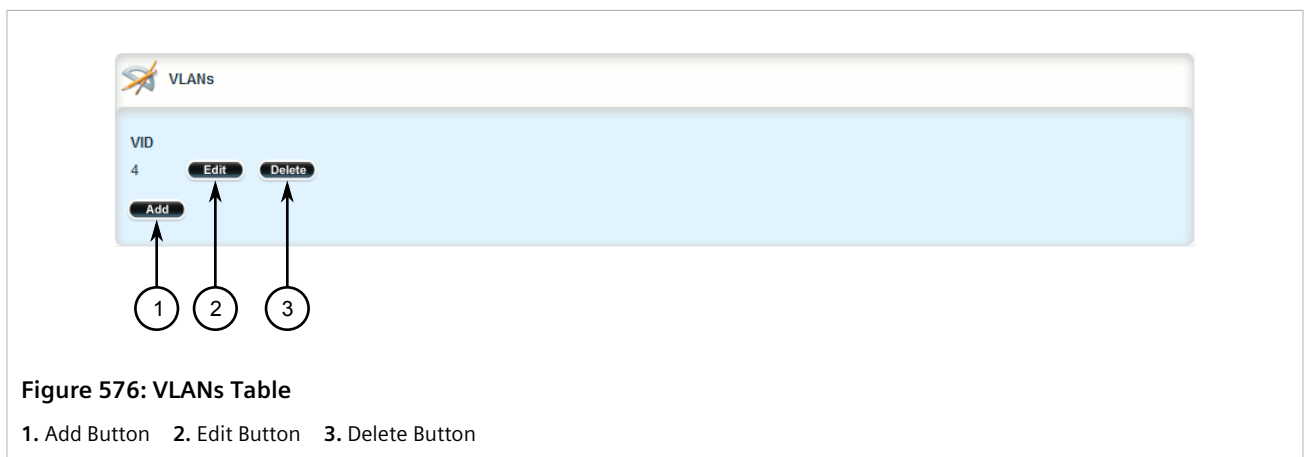 VLANs
VID
4 Edit Delete
Add
1 2 3
Figure 576: VLANs Table
1. Add Button 2. Edit Button 3. Delete Button